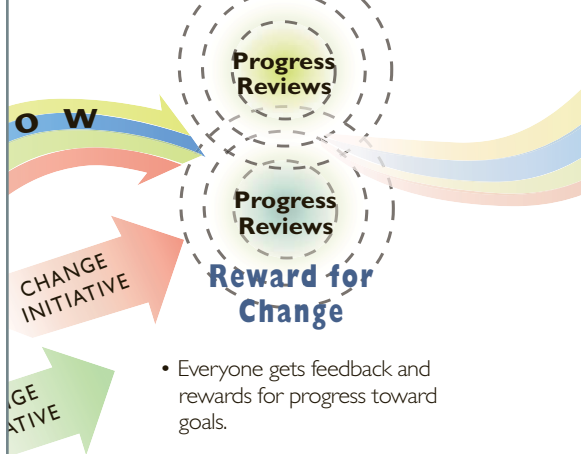 Progress
Reviews
O W
Progress
Reviews
CHANGE
INITIATIVE
Reward for
Change
• Everyone gets feedback and
rewards for progress toward
goals.